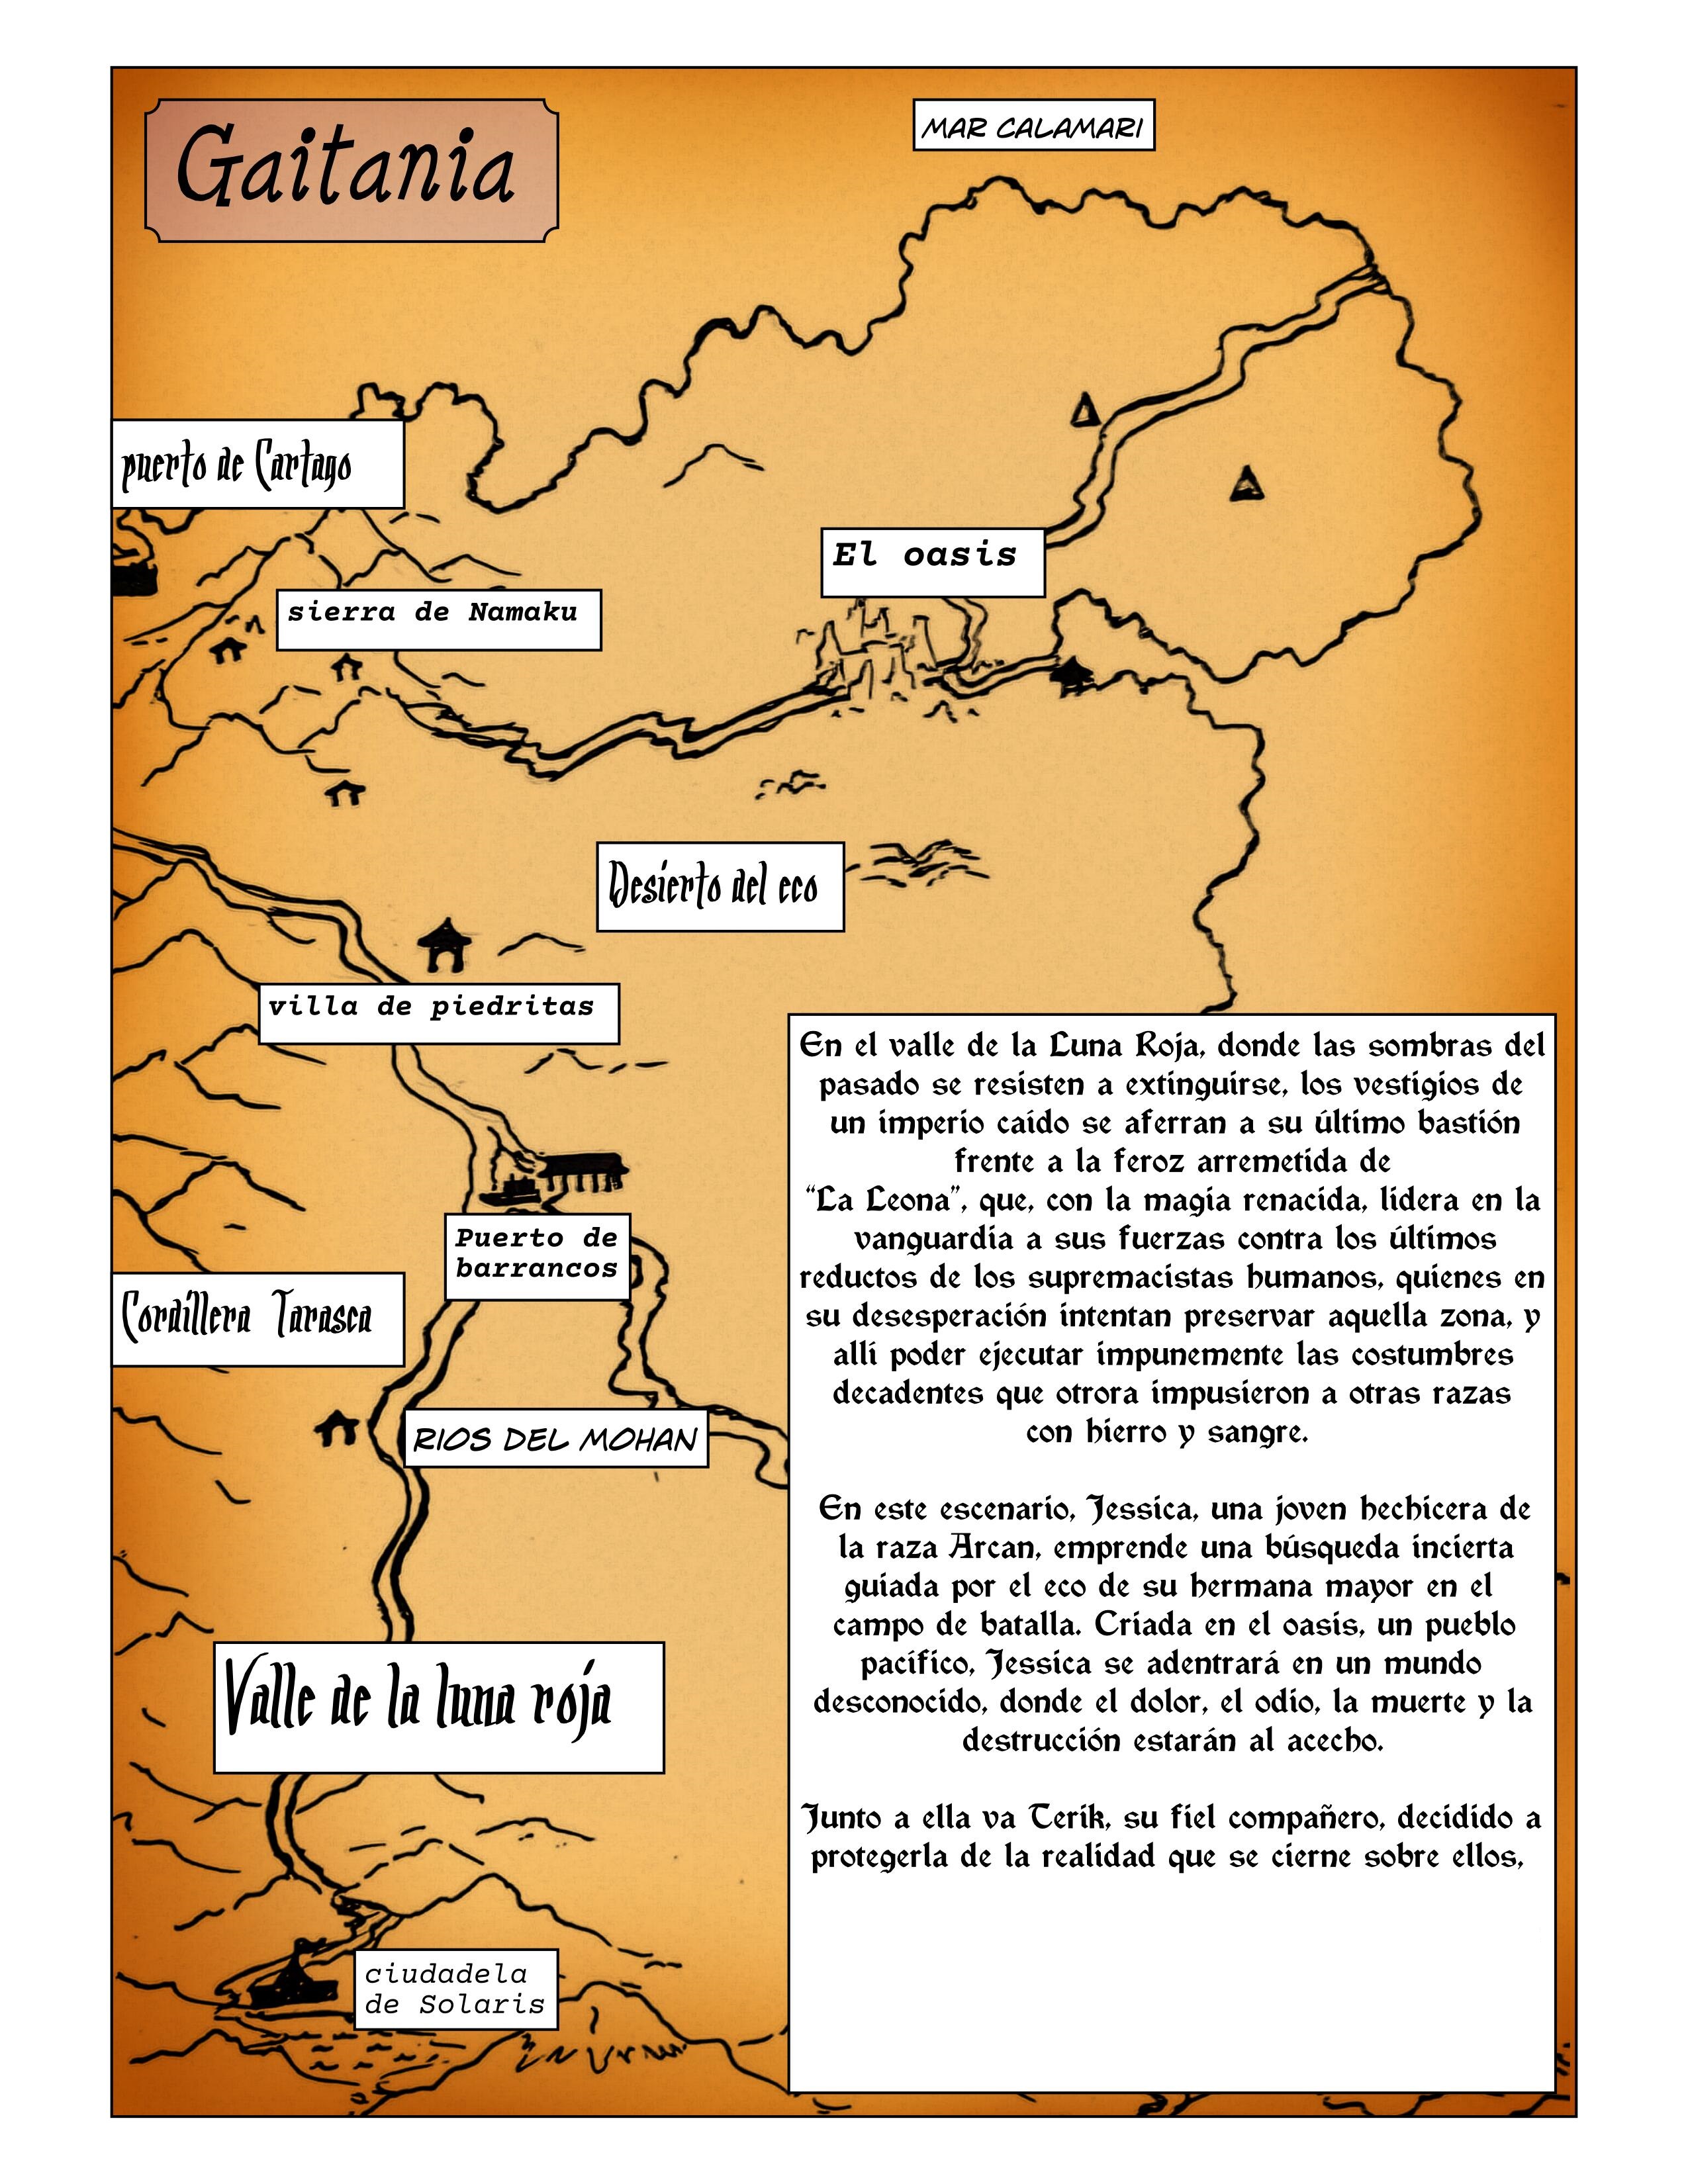 Gaitania
MAR CALAMARI
puerto de Cartago
El oasis
sierra de Namaku
Desierto del eco
villa de piedritas
En el valle de la Luna Roja, donde las sombras del
pasado se resisten a extinguirse, los vestigios de
un imperio caído se aferran a su último bastión
frente a la feroz arremetida de
“La Leona”, que, con la magia renacida, lidera en la
vanguardia a sus fuerzas contra los últimos
reductos de los supremacistas humanos, quienes en
su desesperación intentan preservar aquella zona, y
allí poder ejecutar impunemente las costumbres
decadentes que otrora impusieron a otras razas
con hierro y sangre.
En este escenario, Jessica, una joven hechicera de
la raza Arcan, emprende una búsqueda incierta
guiada por el eco de su hermana mayor en el
campo de batalla. Criada en el oasis, un pueblo
pacífico, Jessica se adentrará en un mundo
desconocido, donde el dolor, el odio, la muerte y la
destrucción estarán al acecho.
Junto a ella va Terik, su fiel compañero, decidido a
protegerla de la realidad que se cierne sobre ellos,
Puerto de
barrancos
Cordillera Tarasca
RIOS DEL MOHAN
Valle de la luna roja
ciudadela
de Solaris